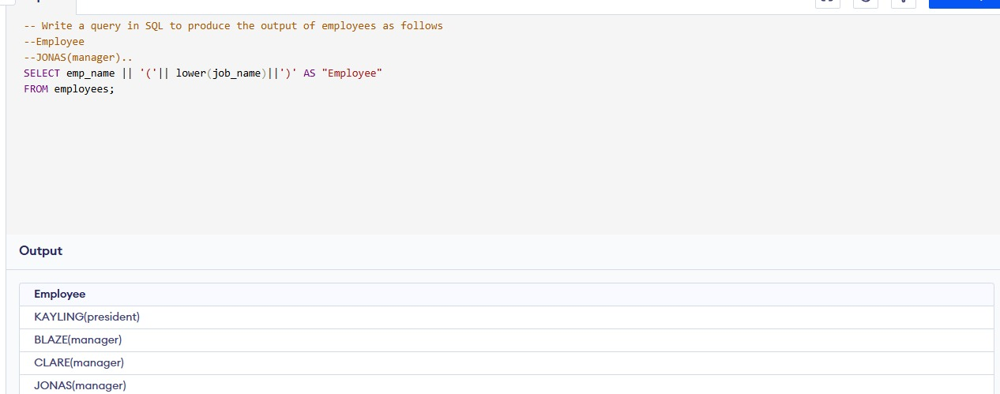 -- Write a query in SQL to produce the output of employees as follows
--Employee
--JONAS(manager)..
SELECT emp_name || '('|| lower(job_name)||')' AS "Employee"
FROM employees;
Output
Employee
KAYLING(president)
BLAZE(manager)
CLARE(manager)
JONAS(manager)